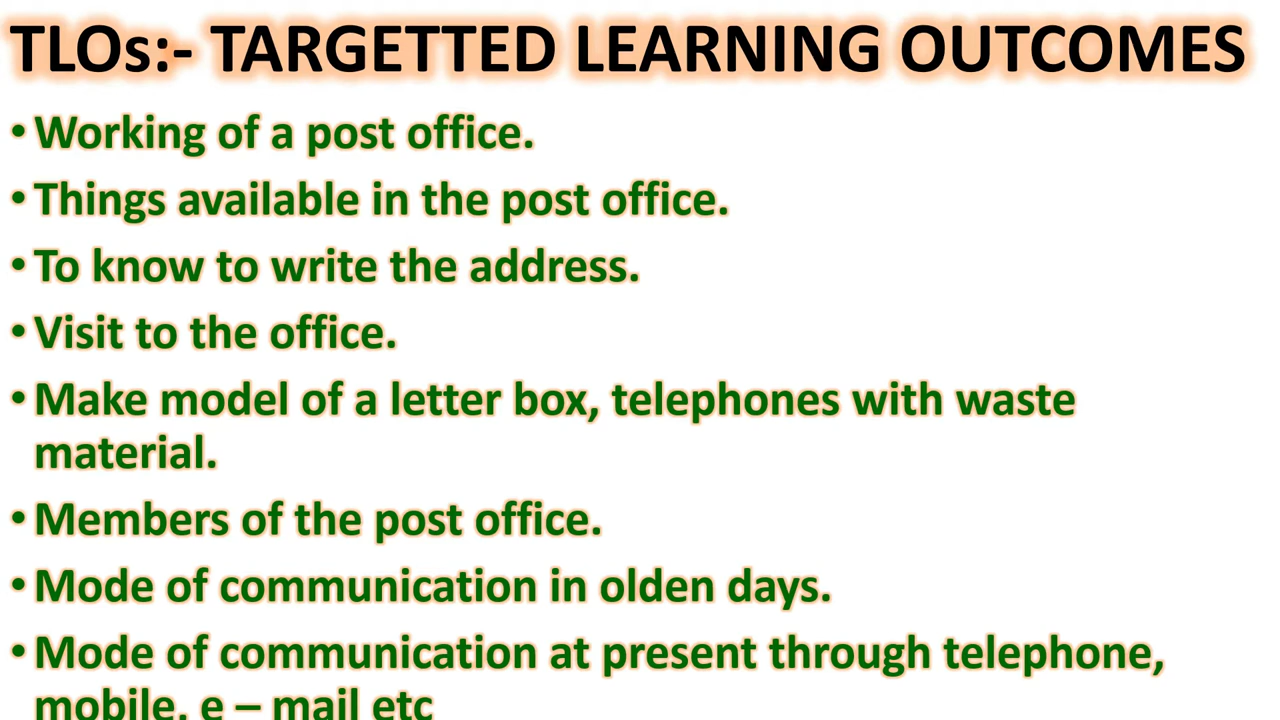 TLOs:- TARGETTED LEARNING OUTCOMES
• Working of a post office.
• Things available in the post office.
• To know to write the address.
• Visit to the office.
• Make model of a letter box, telephones with waste
material.
• Members of the post office.
• Mode of communication in olden days.
• Mode of communication at present through telephone,
mobile, e – mail etc